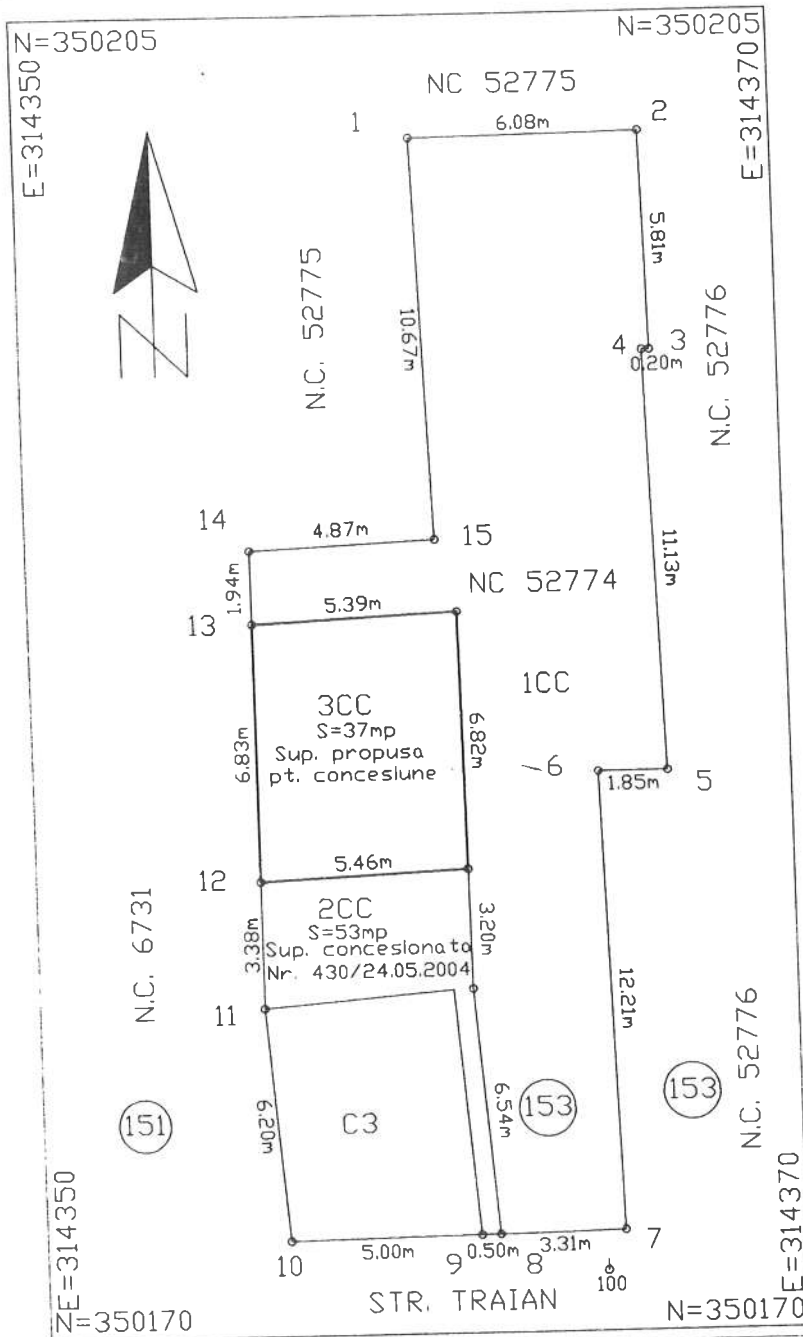 N=350205
N=350205
E=314350
E=314370
NC 52775
1
6.08m
2
5.81m
N.C. 52775
10.67m
4
3
0.20m
N.C. 52776
N
14
4.87m
15
11.13m
1.94m
NC 52774
13
5.39m
1CC
3CC
S=37mp
Sup. propusa
pt. concesiune
6.83m
6.82m
6
1.85m
5
12
5.46m
2CC
S=53mp
Sup. concesionata
Nr. 430/24.05.2004
3.38m
3.20m
N.C. 6731
12.21m
11
N.C. 52776
153
153
151
6.20m
C3
6.54m
10
5.00m
9
0.50m
8
3.31m
7
100
STR. TRAIAN
E=314350
E=314370
N=350170
N=350170